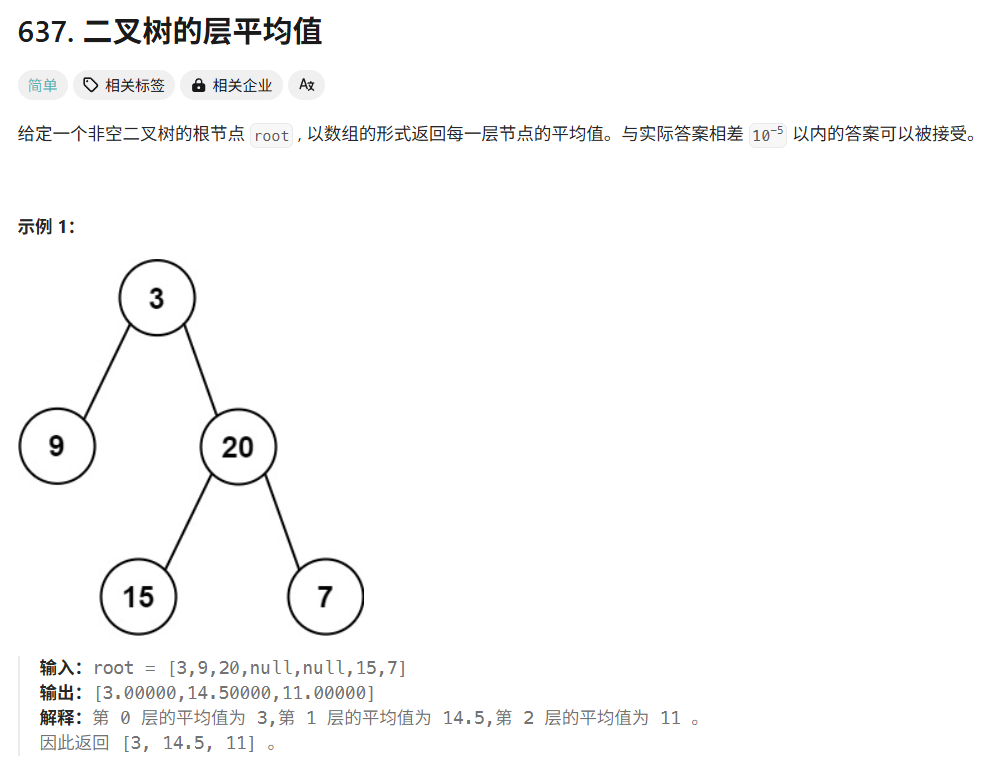 637. 二叉树的层平均值
简单 相关标签 相关企业 Az
给定一个非空二叉树的根节点 root , 以数组的形式返回每一层节点的平均值。与实际答案相差 10⁻⁵ 以内的答案可以被接受。
示例 1:
3
9 20
15 7
输入: root = [3,9,20,null,null,15,7]
输出: [3.00000,14.50000,11.00000]
解释: 第 0 层的平均值为 3,第 1 层的平均值为 14.5,第 2 层的平均值为 11 。
因此返回 [3, 14.5, 11] 。